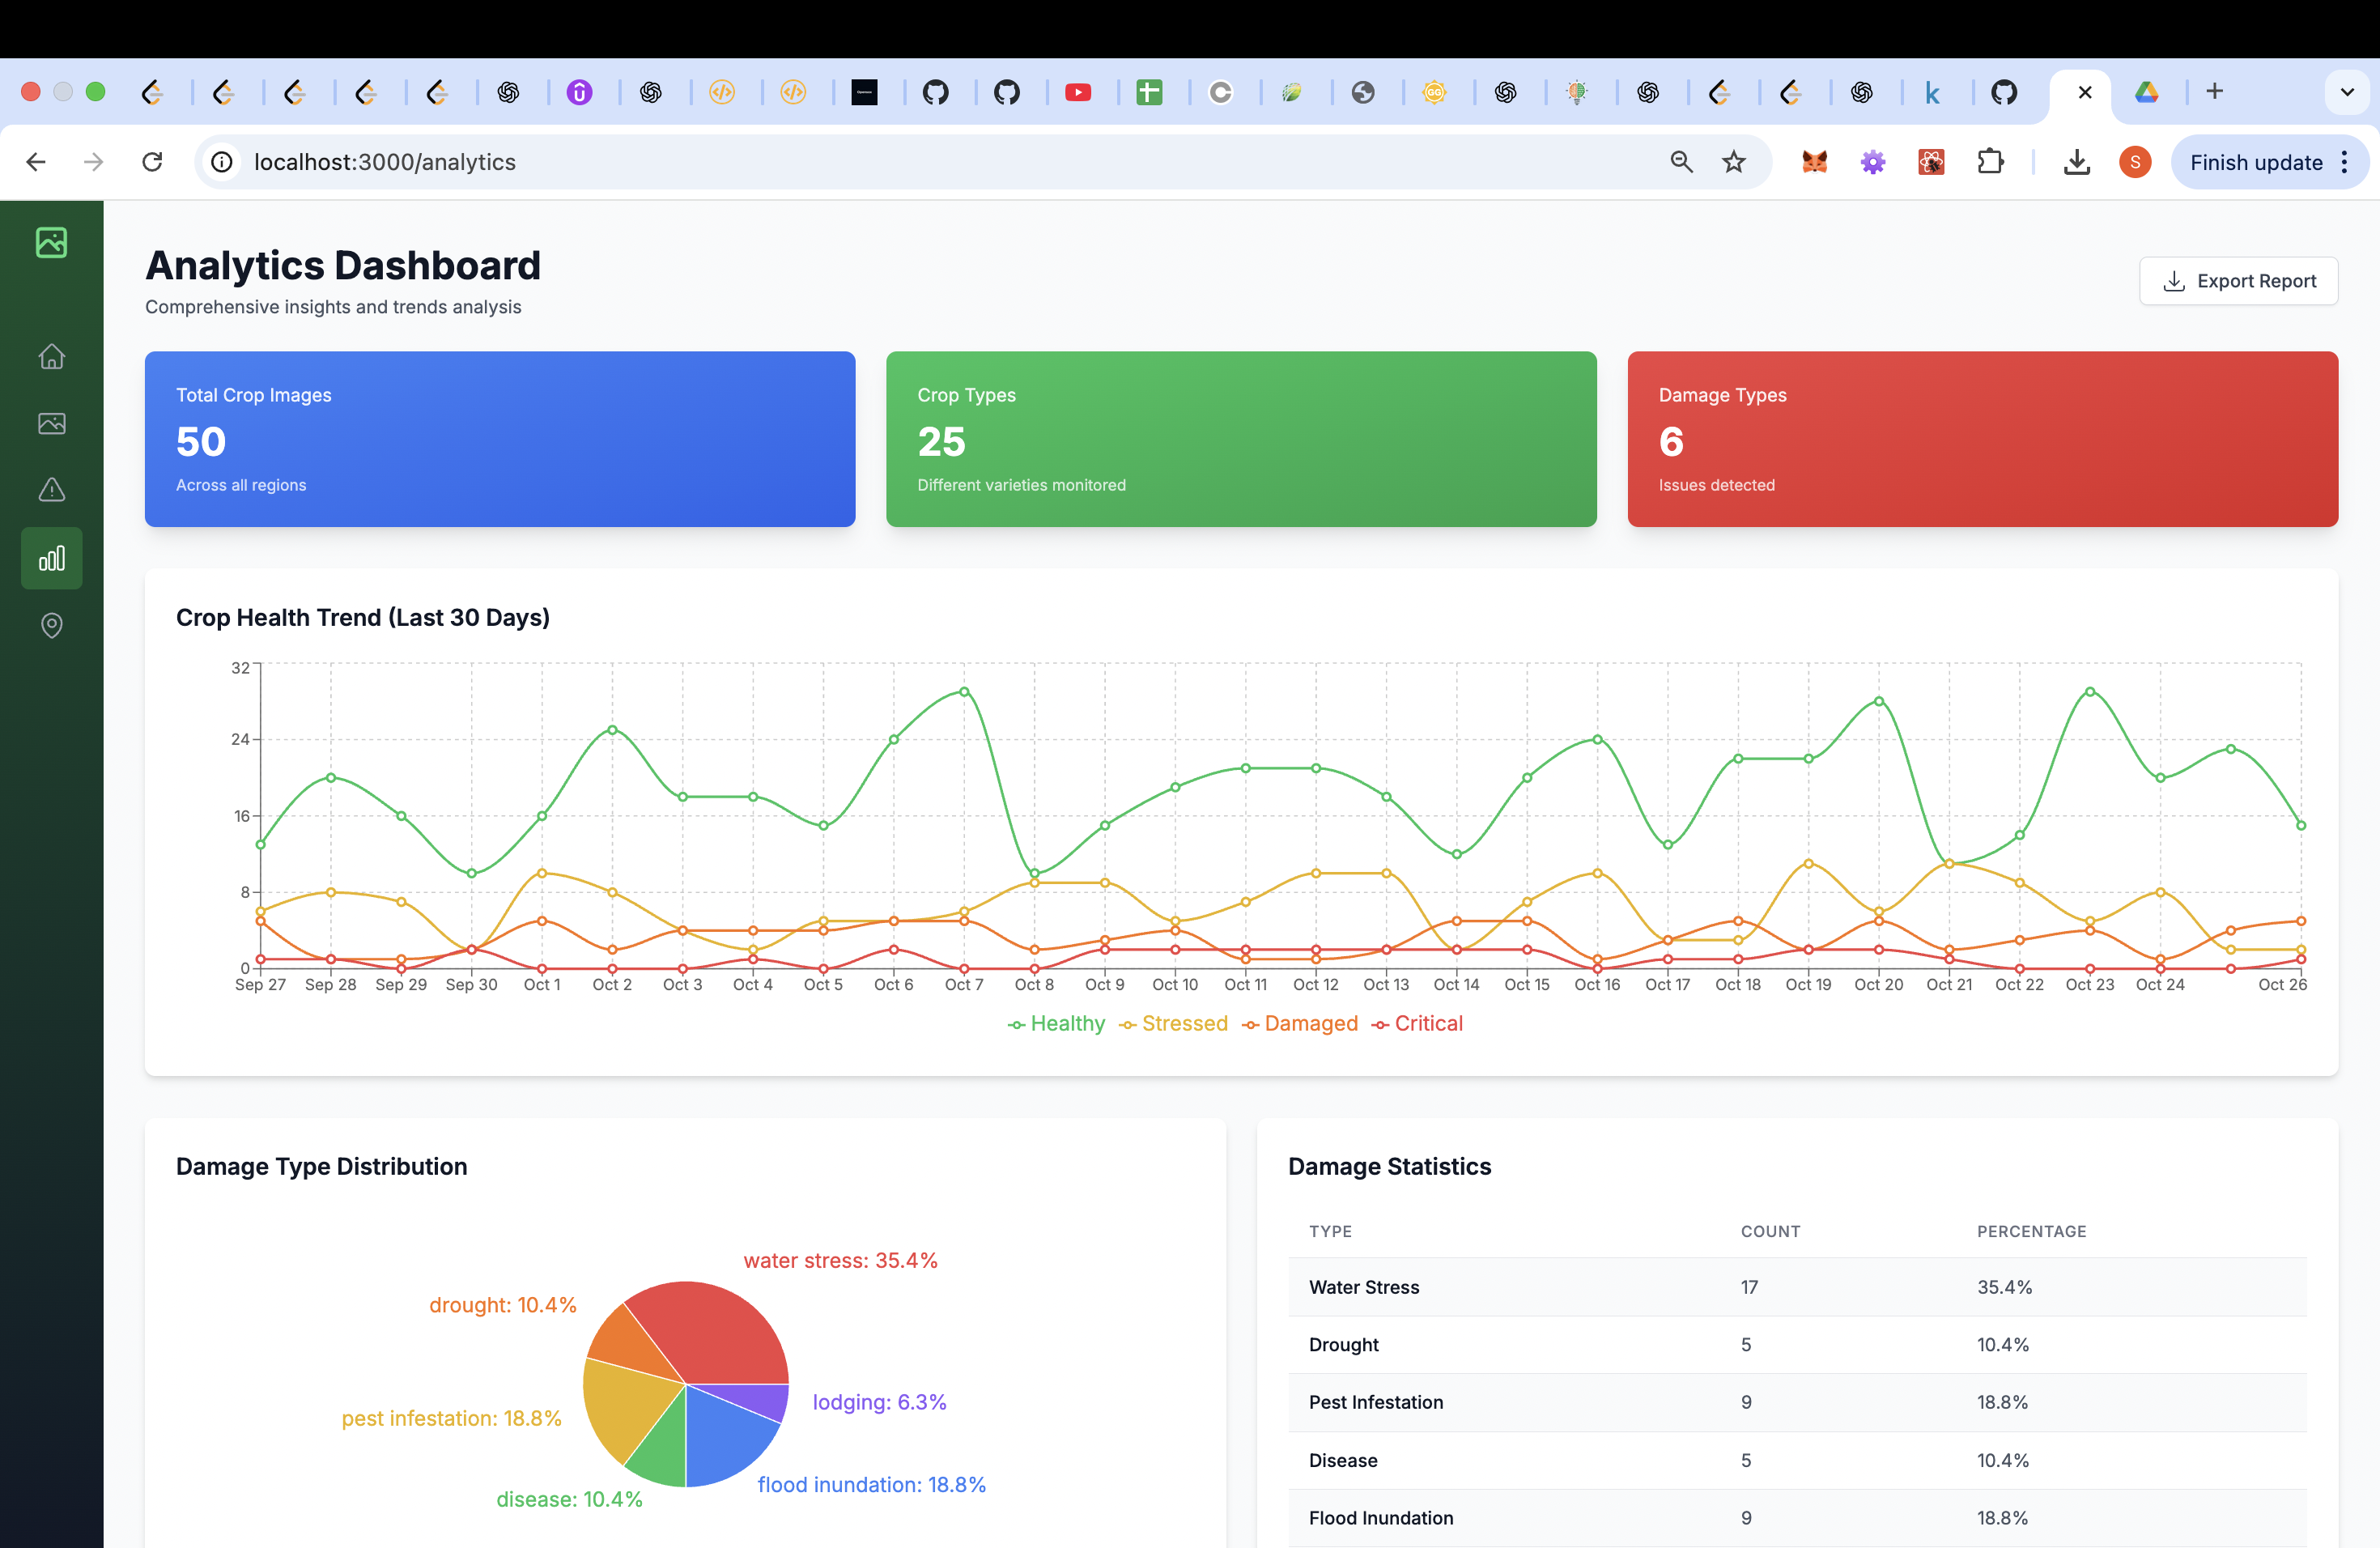 localhost:3000/analytics
S
Finish update
Analytics Dashboard
Comprehensive insights and trends analysis
Export Report
Total Crop Images
50
Across all regions
Crop Types
25
Different varieties monitored
Damage Types
6
Issues detected
Crop Health Trend (Last 30 Days)
32
24
16
8
0
Sep 27 Sep 28 Sep 29 Sep 30 Oct 1 Oct 2 Oct 3 Oct 4 Oct 5 Oct 6 Oct 7 Oct 8 Oct 9 Oct 10 Oct 11 Oct 12 Oct 13 Oct 14 Oct 15 Oct 16 Oct 17 Oct 18 Oct 19 Oct 20 Oct 21 Oct 22 Oct 23 Oct 24 Oct 26
Healthy Stressed Damaged Critical
Damage Type Distribution
water stress: 35.4%
drought: 10.4%
lodging: 6.3%
pest infestation: 18.8%
flood inundation: 18.8%
disease: 10.4%
Damage Statistics
TYPE COUNT PERCENTAGE
Water Stress 17 35.4%
Drought 5 10.4%
Pest Infestation 9 18.8%
Disease 5 10.4%
Flood Inundation 9 18.8%